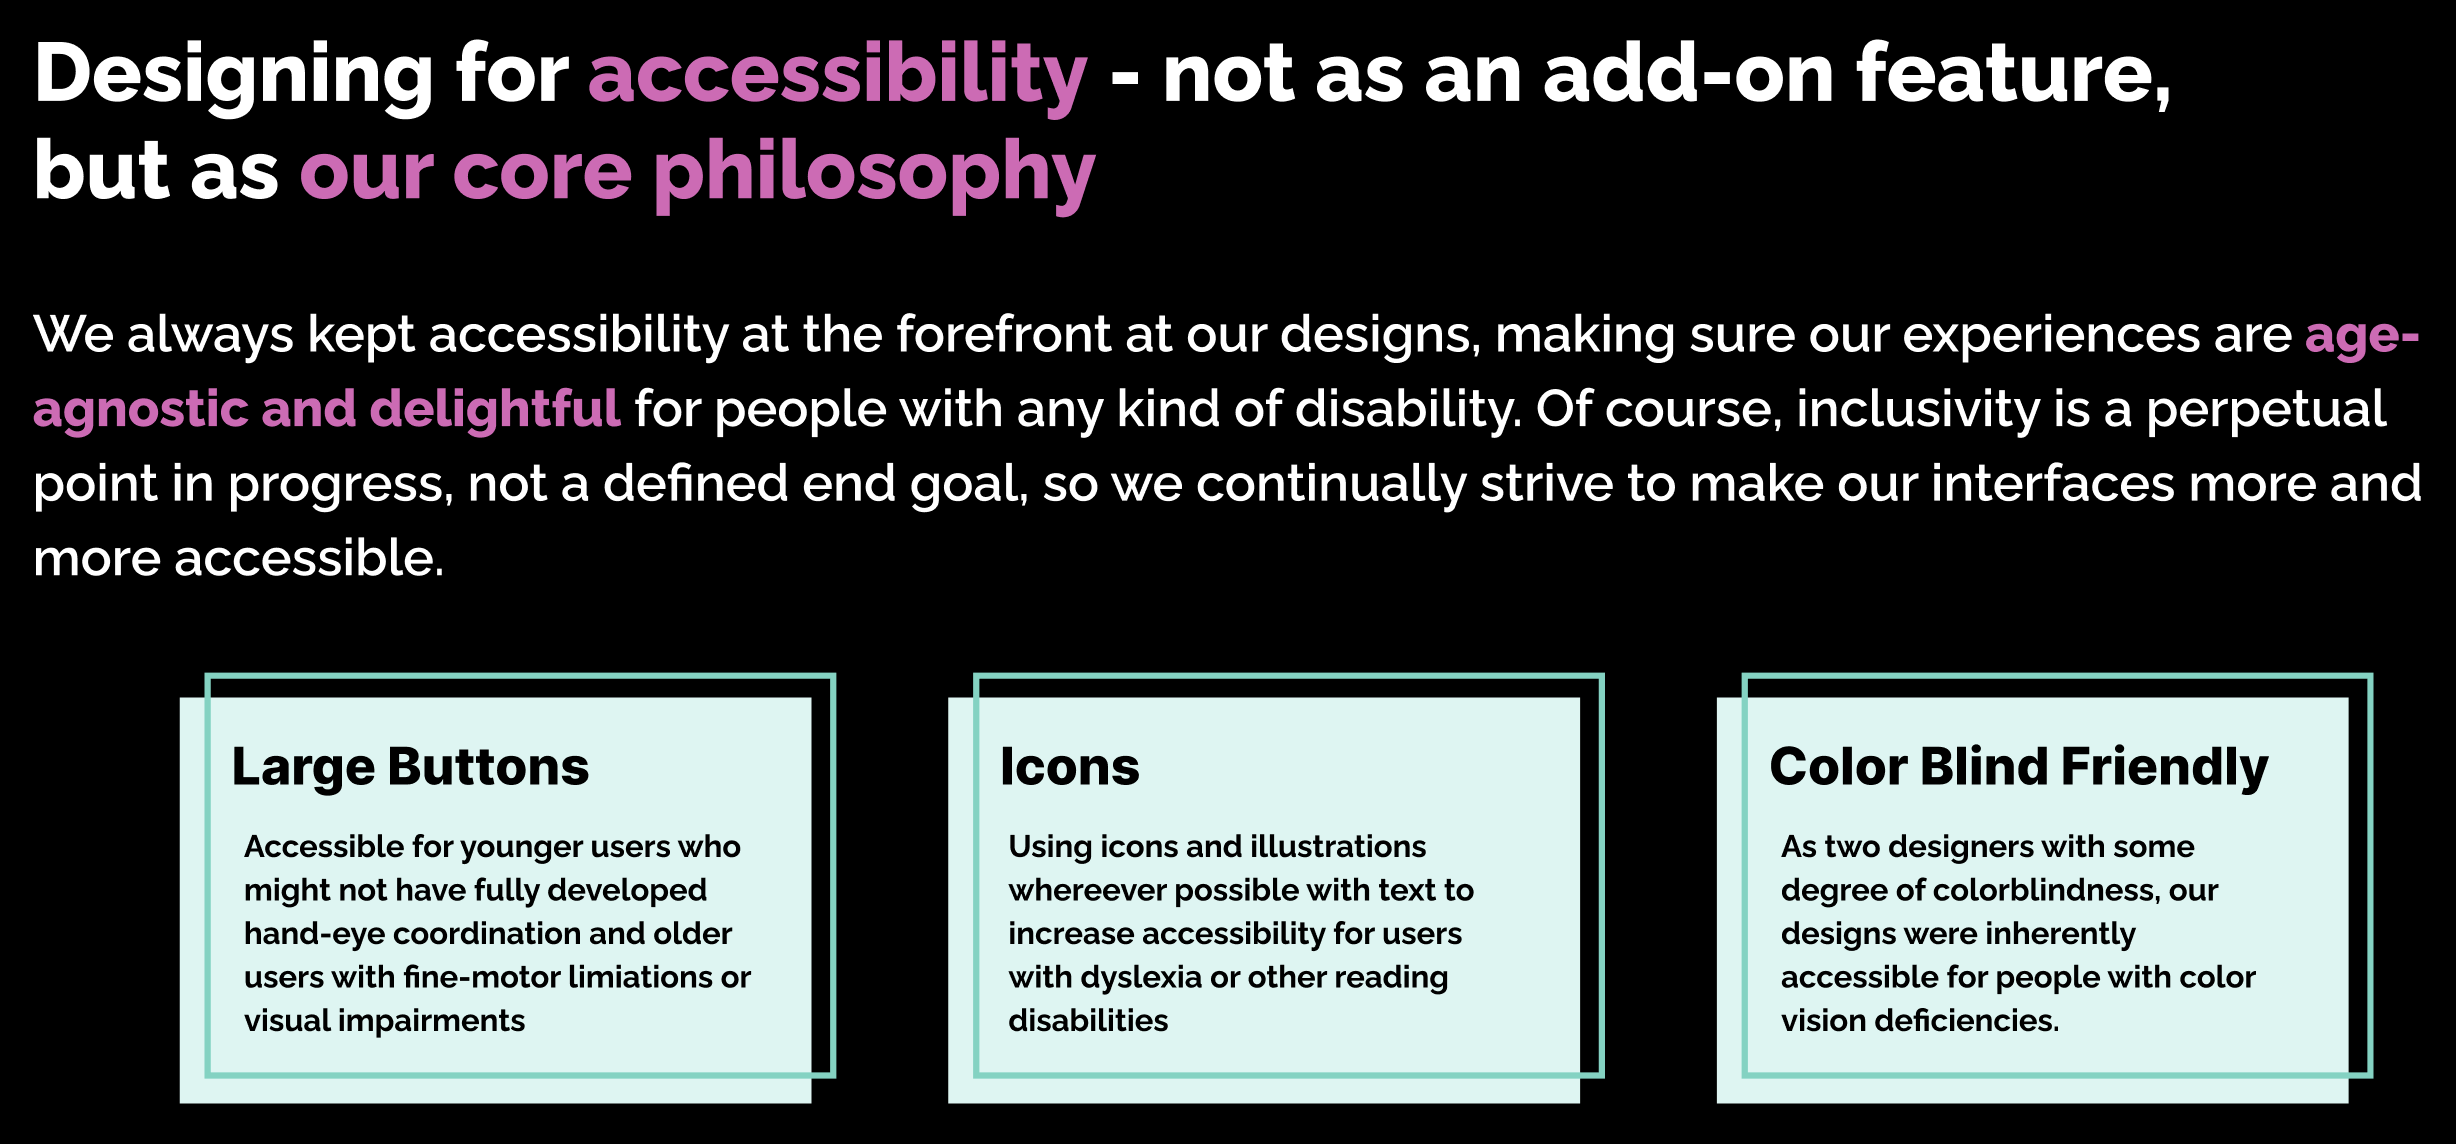 Designing for accessibility - not as an add-on feature,
but as our core philosophy
We always kept accessibility at the forefront at our designs, making sure our experiences are age-
agnostic and delightful for people with any kind of disability. Of course, inclusivity is a perpetual
point in progress, not a defined end goal, so we continually strive to make our interfaces more and
more accessible.
Large Buttons
Accessible for younger users who
might not have fully developed
hand-eye coordination and older
users with fine-motor limiations or
visual impairments
Icons
Using icons and illustrations
whereever possible with text to
increase accessibility for users
with dyslexia or other reading
disabilities
Color Blind Friendly
As two designers with some
degree of colorblindness, our
designs were inherently
accessible for people with color
vision deficiencies.